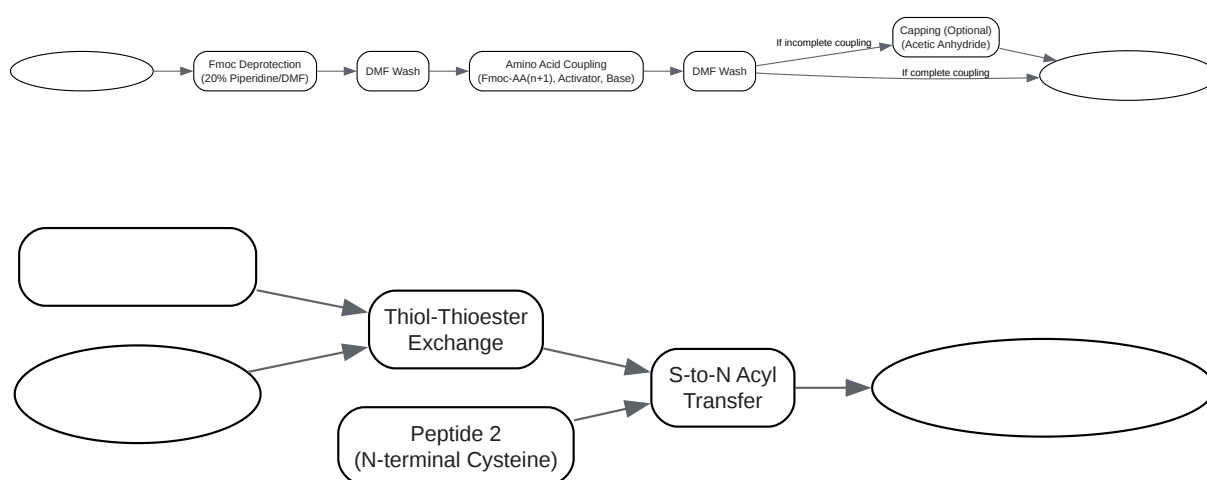 Fmoc Deprotection
(20% Piperidine/DMF)
DMF Wash
Amino Acid Coupling
(Fmoc-AA(n+1), Activator, Base)
DMF Wash
If incomplete coupling
Capping (Optional)
(Acetic Anhydride)
If complete coupling
Thiol-Thioester
Exchange
S-to-N Acyl
Transfer
Peptide 2
(N-terminal Cysteine)